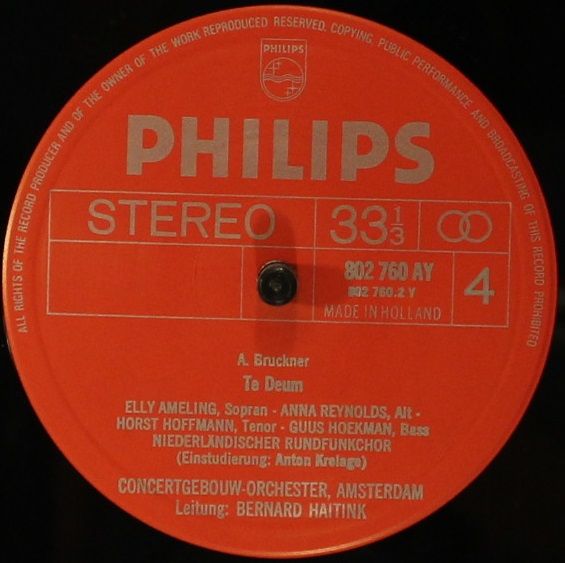 ALL RIGHTS OF THE RECORD PRODUCER AND OF THE OWNER OF THE WORK REPRODUCED RESERVED. COPYING, PUBLIC PERFORMANCE AND BROADCASTING OF THIS RECORD PROHIBITED
PHILIPS
PHILIPS
STEREO
33 1/3
802 760 AY
802 760.2 Y
MADE IN HOLLAND
4
A. Bruckner
Te Deum
ELLY AMELING, Sopran - ANNA REYNOLDS, Alt -
HORST HOFFMANN, Tenor - GUUS HOEKMAN, Bass
NIEDERLÄNDISCHER RUNDFUNKCHOR
(Einstudierung: Anton Krelage)
CONCERTGEBOUW-ORCHESTER, AMSTERDAM
Leitung: BERNARD HAITINK